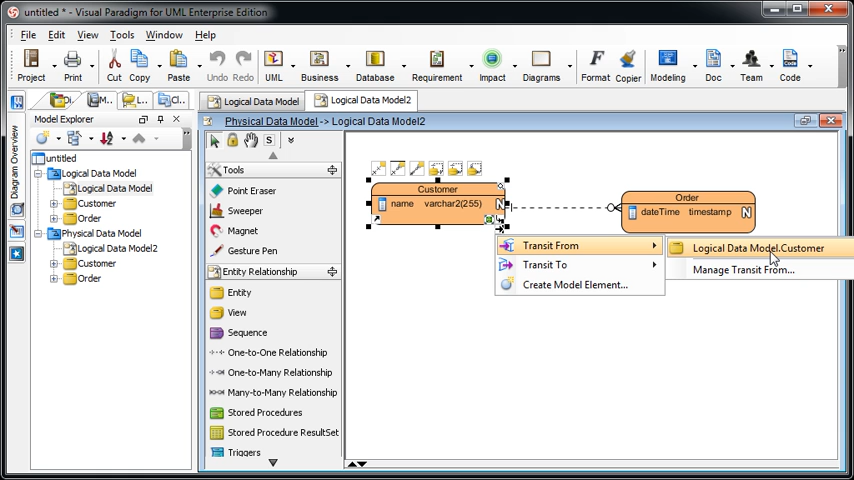 untitled * - Visual Paradigm for UML Enterprise Edition
File Edit View Tools Window Help
Project Print Cut Copy Paste Undo Redo UML Business Database Requirement Impact Diagrams Format Copier Modeling Doc Team Code
Di... M... L... Cl...
Logical Data Model Logical Data Model2
Model Explorer
Physical Data Model -> Logical Data Model2
Diagram Overview
untitled
Logical Data Model
Logical Data Model
Customer
Order
Physical Data Model
Logical Data Model2
Customer
Order
S
Tools
Point Eraser
Sweeper
Magnet
Gesture Pen
Entity Relationship
Entity
View
Sequence
One-to-One Relationship
One-to-Many Relationship
Many-to-Many Relationship
Stored Procedures
Stored Procedure ResultSet
Triggers
Customer
name varchar2(255) N
Order
dateTime timestamp N
Transit From
Transit To
Create Model Element...
Logical Data Model.Customer
Manage Transit From...